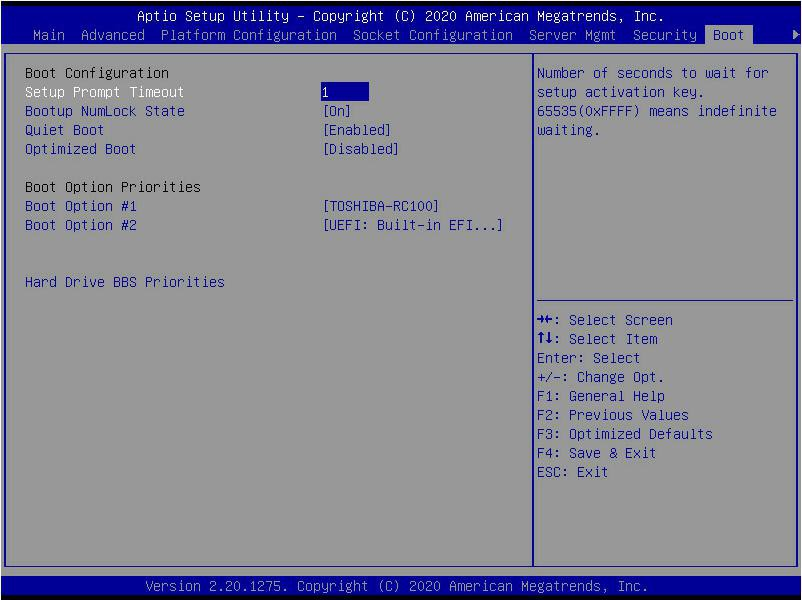 Aptio Setup Utility – Copyright (C) 2020 American Megatrends, Inc.
Main Advanced Platform Configuration Socket Configuration Server Mgmt Security Boot
Boot Configuration
Setup Prompt Timeout 1
Bootup NumLock State [On]
Quiet Boot [Enabled]
Optimized Boot [Disabled]
Boot Option Priorities
Boot Option #1 [TOSHIBA-RC100]
Boot Option #2 [UEFI: Built-in EFI...]
Hard Drive BBS Priorities
Number of seconds to wait for
setup activation key.
65535(0xFFFF) means indefinite
waiting.
→←: Select Screen
↑↓: Select Item
Enter: Select
+/-: Change Opt.
F1: General Help
F2: Previous Values
F3: Optimized Defaults
F4: Save & Exit
ESC: Exit
Version 2.20.1275. Copyright (C) 2020 American Megatrends, Inc.